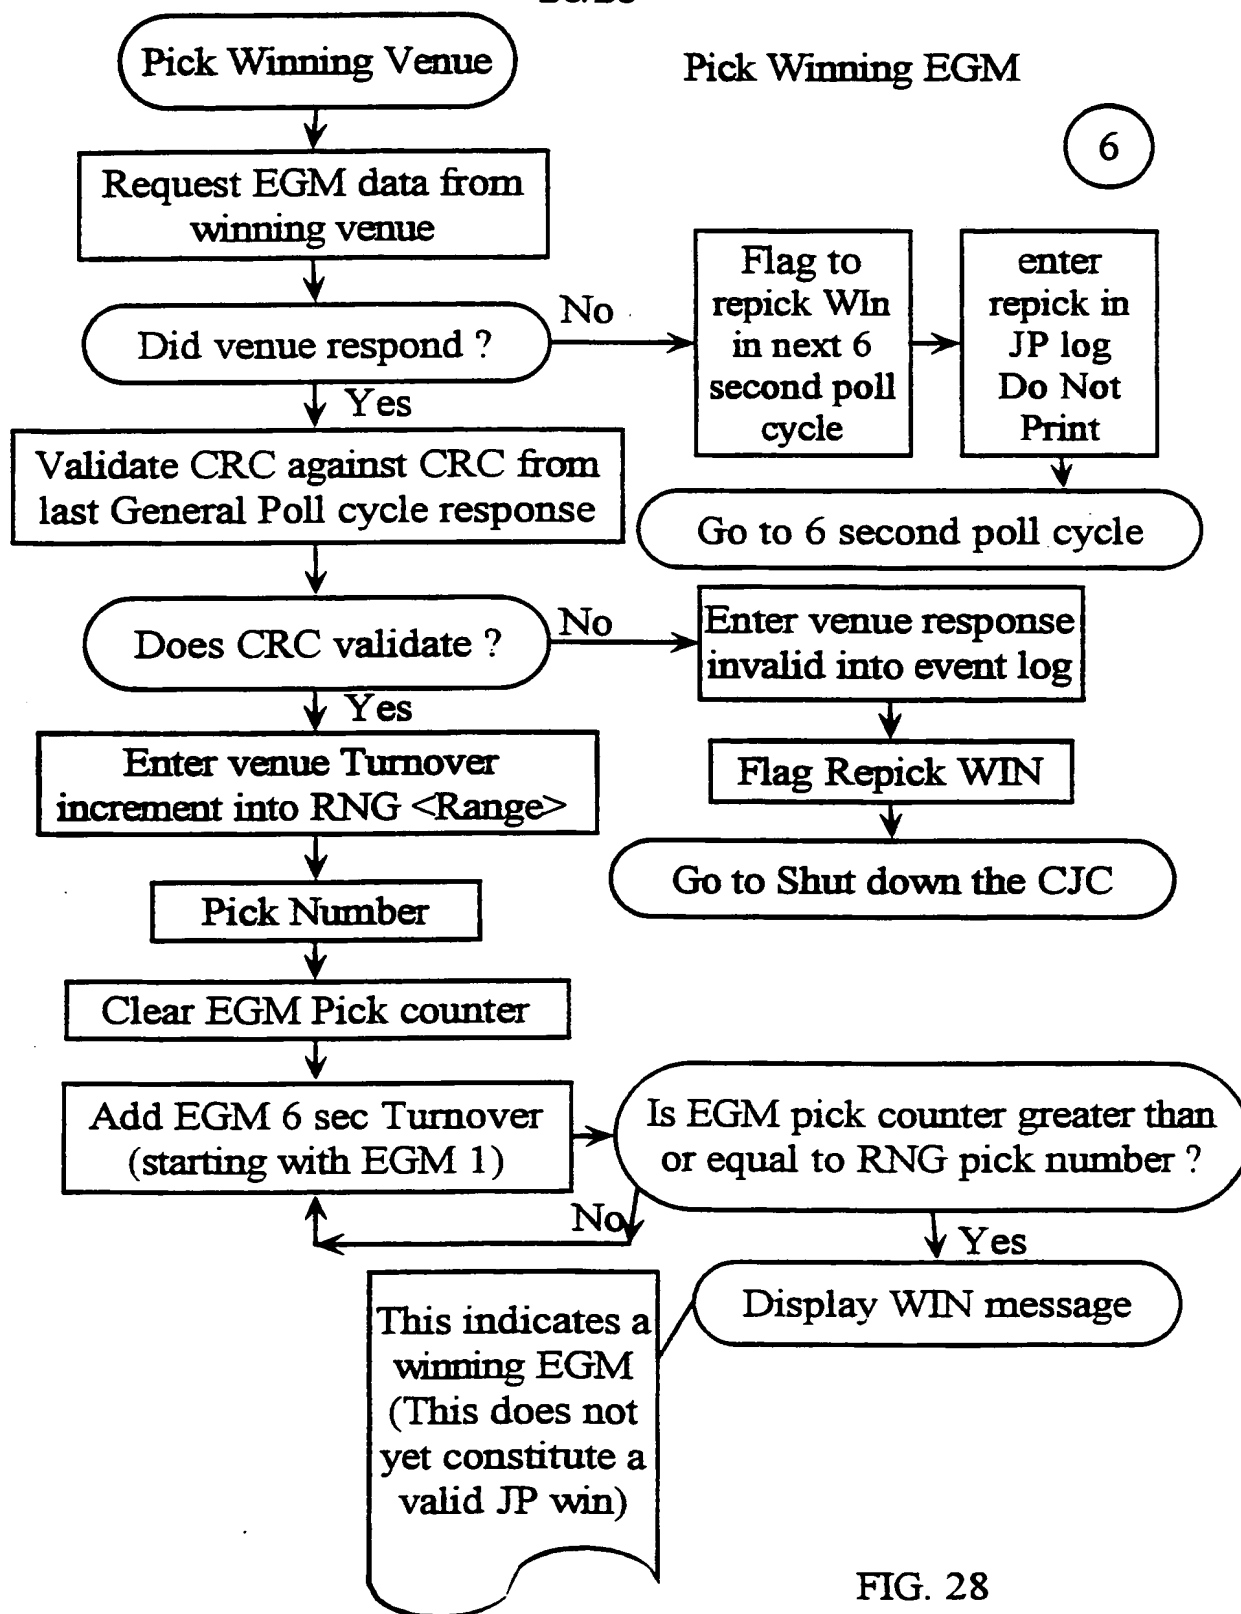 Pick Winning Venue
Pick Winning EGM
6
Request EGM data from
winning venue
Did venue respond ?
No
Flag to
repick WIn
in next 6
second poll
cycle
enter
repick in
JP log
Do Not
Print
Yes
Go to 6 second poll cycle
Validate CRC against CRC from
last General Poll cycle response
Does CRC validate ?
No
Enter venue response
invalid into event log
Yes
Flag Repick WIN
Enter venue Turnover
increment into RNG <Range>
Go to Shut down the CJC
Pick Number
Clear EGM Pick counter
Add EGM 6 sec Turnover
(starting with EGM 1)
Is EGM pick counter greater than
or equal to RNG pick number ?
No
Yes
Display WIN message
This indicates a
winning EGM
(This does not
yet constitute a
valid JP win)
FIG. 28